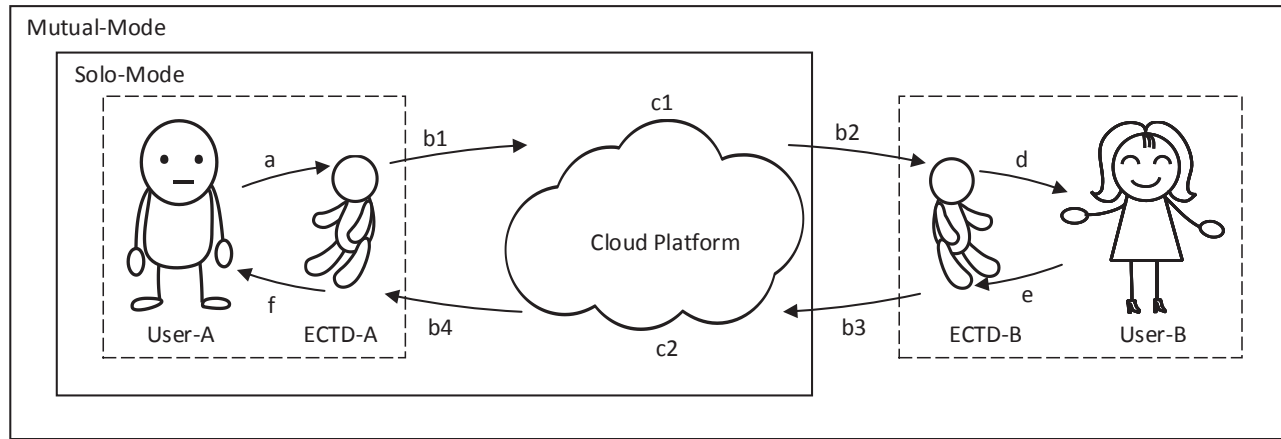 Mutual-Mode
Solo-Mode
c1
a
b1
b2
d
Cloud Platform
f
b4
c2
b3
e
User-A
ECTD-A
ECTD-B
User-B